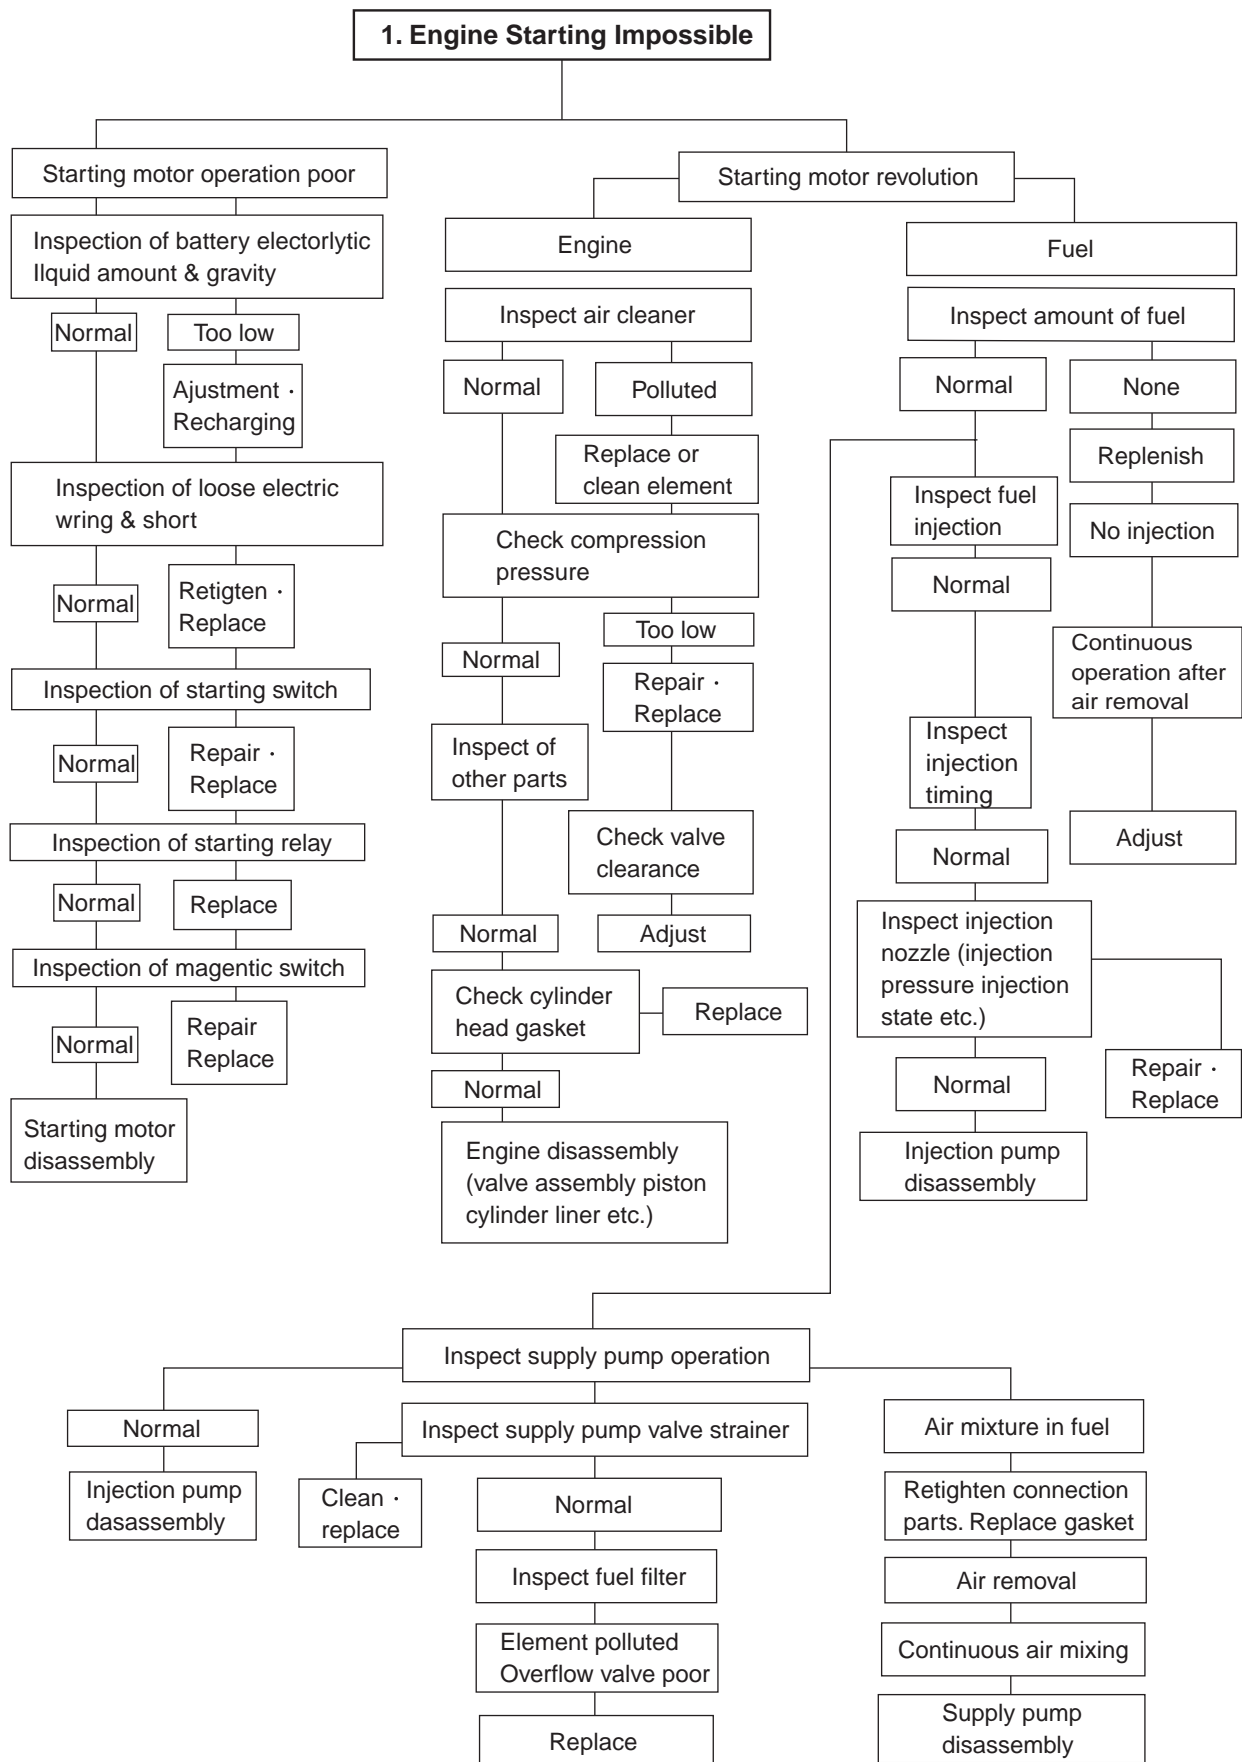 1. Engine Starting Impossible
Starting motor operation poor
Inspection of battery electorlytic
Ilquid amount & gravity
Normal
Too low
Ajustment ·
Recharging
Inspection of loose electric
wring & short
Normal
Retigten ·
Replace
Inspection of starting switch
Normal
Repair ·
Replace
Inspection of starting relay
Normal
Replace
Inspection of magentic switch
Normal
Repair
Replace
Starting motor
disassembly
Starting motor revolution
Engine
Inspect air cleaner
Normal
Polluted
Replace or
clean element
Check compression
pressure
Normal
Too low
Repair ·
Replace
Inspect of
other parts
Check valve
clearance
Normal
Adjust
Check cylinder
head gasket
Replace
Normal
Engine disassembly
(valve assembly piston
cylinder liner etc.)
Fuel
Inspect amount of fuel
Normal
None
Replenish
Inspect fuel
injection
No injection
Normal
Continuous
operation after
air removal
Inspect
injection
timing
Adjust
Normal
Inspect injection
nozzle (injection
pressure injection
state etc.)
Normal
Repair ·
Replace
Injection pump
disassembly
Inspect supply pump operation
Normal
Injection pump
dasassembly
Inspect supply pump valve strainer
Clean ·
replace
Normal
Inspect fuel filter
Element polluted
Overflow valve poor
Replace
Air mixture in fuel
Retighten connection
parts. Replace gasket
Air removal
Continuous air mixing
Supply pump
disassembly